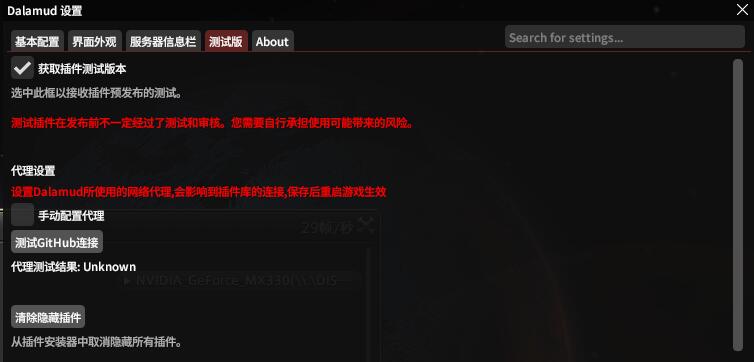 Dalamud 设置
基本配置 界面外观 服务器信息栏 测试版 About
Search for settings...
获取插件测试版本
选中此框以接收插件预发布的测试。
测试插件在发布前不一定经过了测试和审核。您需要自行承担使用可能带来的风险。
代理设置
设置Dalamud所使用的网络代理,会影响到插件库的连接,保存后重启游戏生效
手动配置代理
29帧/秒
测试GitHub连接
代理测试结果: Unknown
NVIDIA_GeForce_MX330(\\.\DIS
清除隐藏插件
从插件安装器中取消隐藏所有插件。